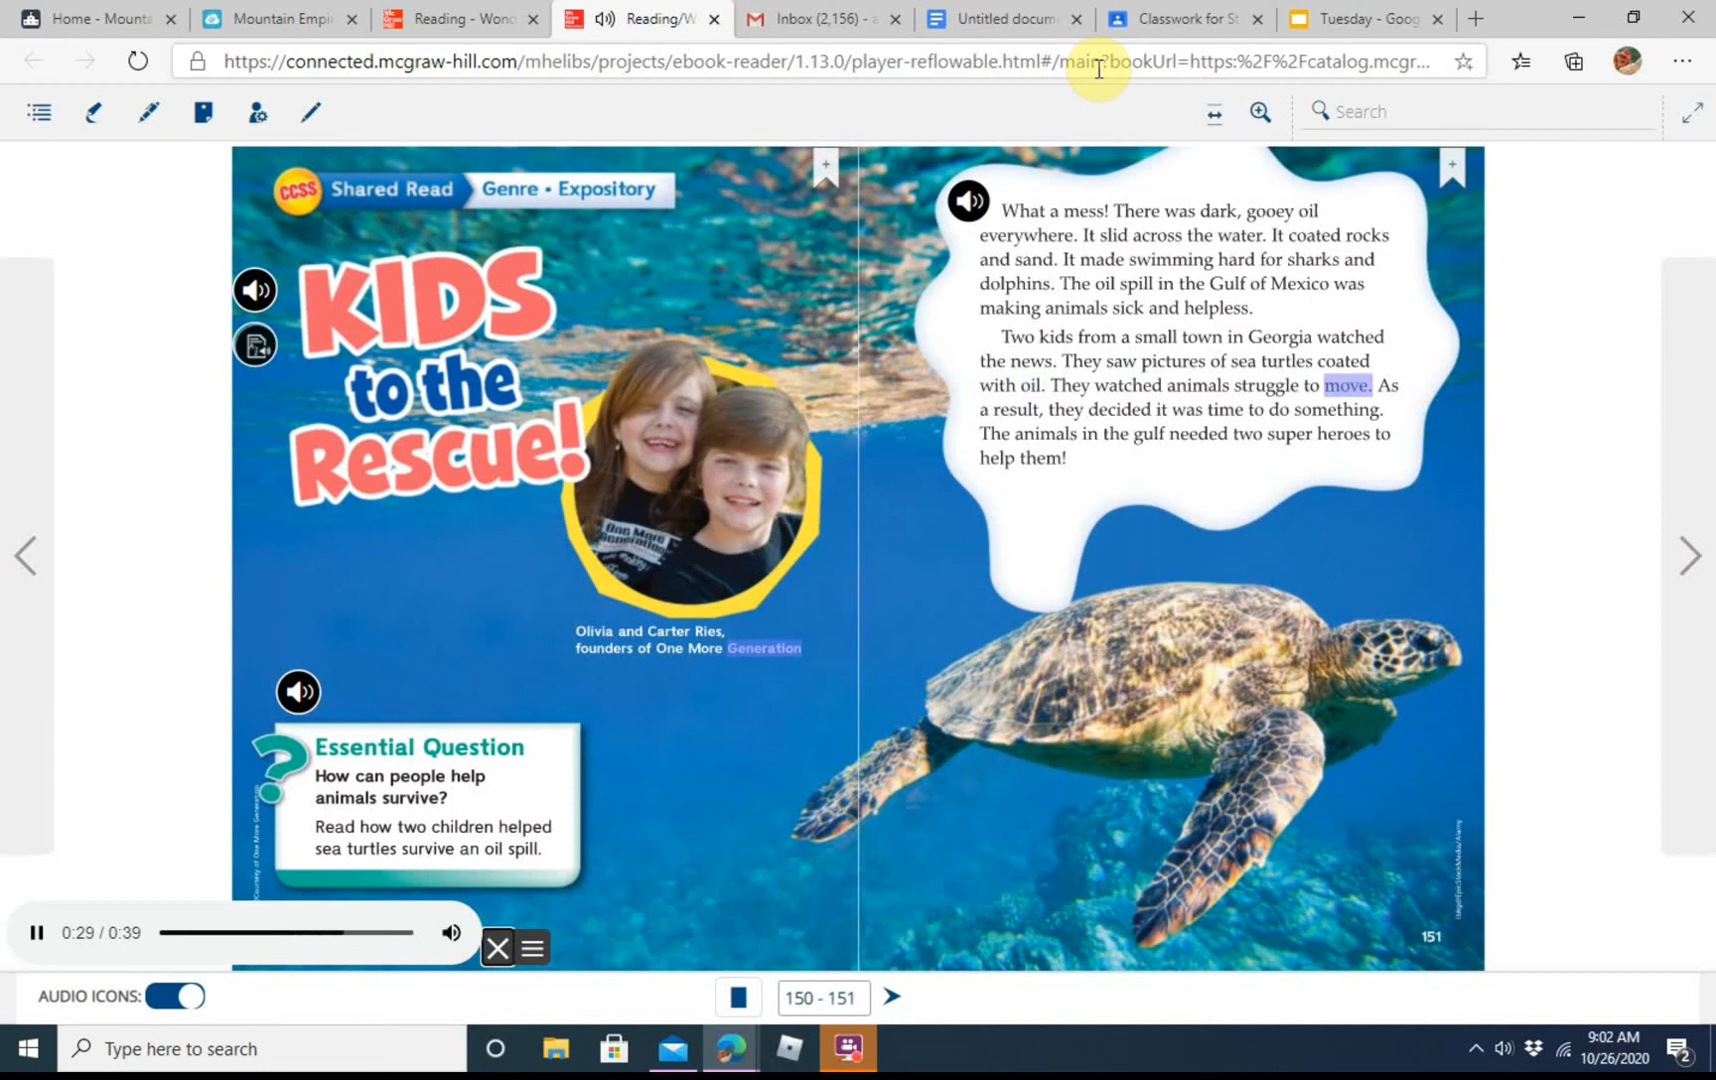 Home - Mounta
Mountain Empi
Reading - Won
Reading/W
Inbox (2,156) - a
Untitled docum
Classwork for St
Tuesday - Goog
https://connected.mcgraw-hill.com/mhelibs/projects/ebook-reader/1.13.0/player-reflowable.html#/main?bookUrl=https:%2F%2Fcatalog.mcgr...
Search
CCSS Shared Read Genre • Expository
KIDS
to the
Rescue!
One More
Generation
Olivia and Carter Ries,
founders of One More Generation
Essential Question
How can people help
animals survive?
Read how two children helped
sea turtles survive an oil spill.
What a mess! There was dark, gooey oil
everywhere. It slid across the water. It coated rocks
and sand. It made swimming hard for sharks and
dolphins. The oil spill in the Gulf of Mexico was
making animals sick and helpless.
Two kids from a small town in Georgia watched
the news. They saw pictures of sea turtles coated
with oil. They watched animals struggle to move. As
a result, they decided it was time to do something.
The animals in the gulf needed two super heroes to
help them!
151
0:29 / 0:39
AUDIO ICONS:
150 - 151
Type here to search
9:02 AM
10/26/2020
2